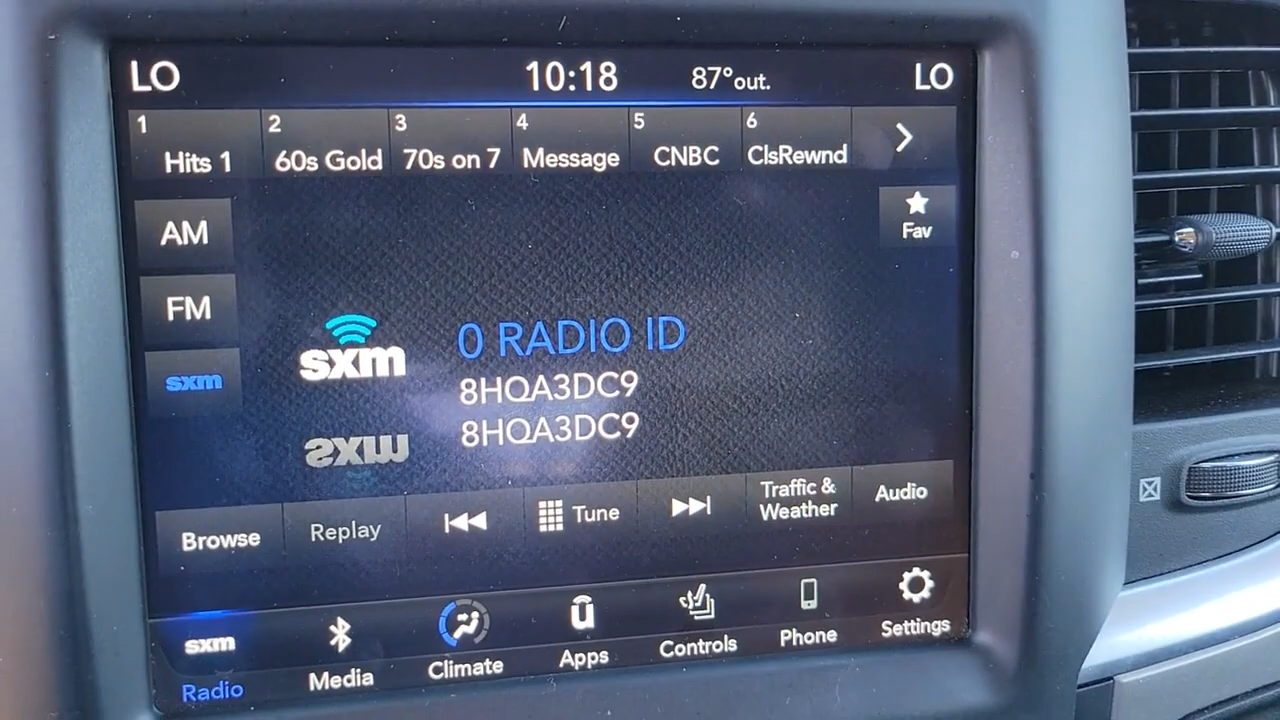 LO 10:18 87°out. LO
1 2 3 4 5 6
Hits 1 60s Gold 70s on 7 Message CNBC ClsRewnd
AM
Fav
FM
sxm
sxm
0 RADIO ID
8HQA3DC9
8HQA3DC9
sxm
Browse Replay Tune Traffic &
Weather Audio
sxm
Radio Media Climate Apps Controls Phone Settings